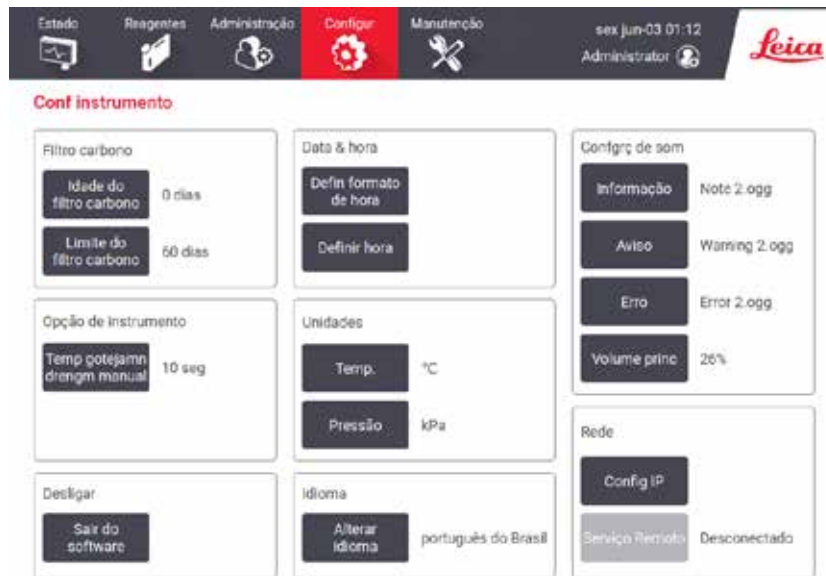 Estado Reagentes Administração Configur Manutenção sex jun-03 01:12
Administrator
Leica
Conf instrumento
Filtro carbono
Idade do
filtro carbono
0 dias
Limite do
filtro carbono
60 dias
Data & hora
Defin formato
de hora
Definir hora
Confgrç de som
Informação Note 2.ogg
Aviso Warning 2.ogg
Erro Error 2.ogg
Volume princ 26%
Opção de Instrumento
Temp gotejamn
drengm manual
10 seg
Unidades
Temp. °C
Pressão kPa
Rede
Config IP
Serviço Remoto Desconectado
Desligar
Sair do
software
Idioma
Alterar
idioma
português do Brasil